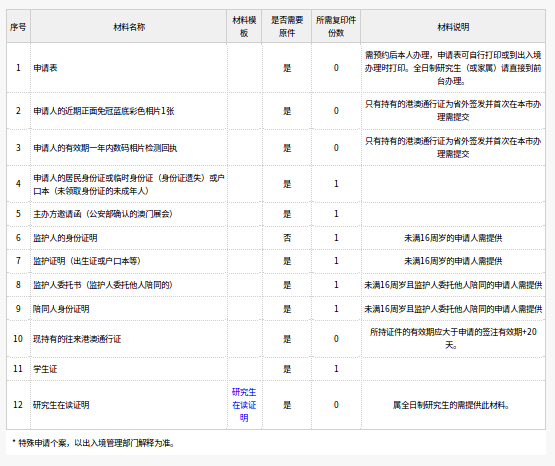 序号 材料名称 材料模板 是否需要原件 所需复印件份数 材料说明
1 申请表 是 0 需预约后本人办理，申请表可自行打印或到出入境办理时打印。全日制研究生（或家属）请直接到前台办理。
2 申请人的近期正面免冠蓝底彩色相片1张 是 0 只有持有的港澳通行证为省外签发并首次在本市办理需提交
3 申请人的有效期一年内数码相片检测回执 是 0 只有持有的港澳通行证为省外签发并首次在本市办理需提交
4 申请人的居民身份证或临时身份证（身份证遗失）或户口本（未领取身份证的未成年人） 是 1
5 主办方邀请函（公安部确认的澳门展会） 是 1
6 监护人的身份证明 否 1 未满16周岁的申请人需提供
7 监护证明（出生证或户口本等） 是 1 未满16周岁的申请人需提供
8 监护人委托书（监护人委托他人陪同的） 是 1 未满16周岁且监护人委托他人陪同的申请人需提供
9 陪同人身份证明 是 1 未满16周岁且监护人委托他人陪同的申请人需提供
10 现持有的往来港澳通行证 是 0 所持证件的有效期应大于申请的签注有效期+20天。
11 学生证 是 1
12 研究生在读证明 研究生在读证明 是 0 属全日制研究生的需提供此材料。
* 特殊申请个案，以出入境管理部门解释为准。